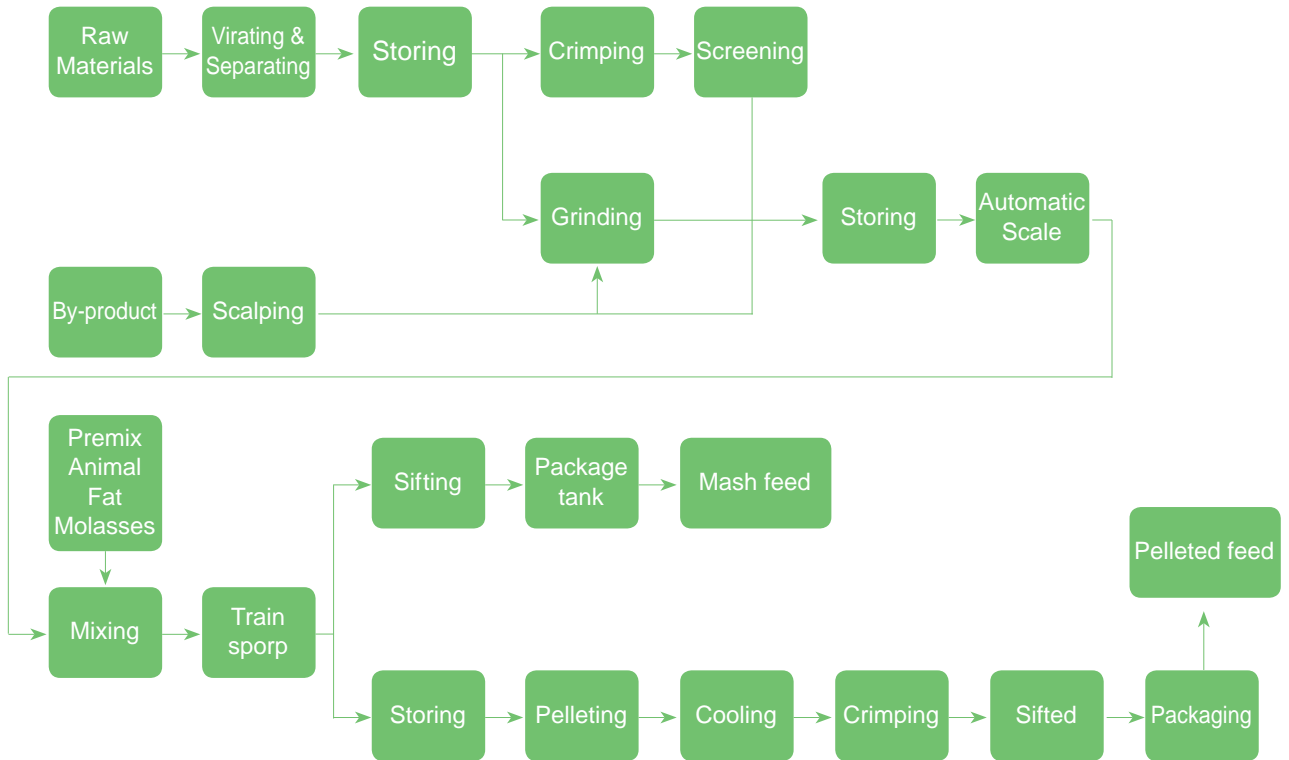 Raw
Materials
Virating &
Separating
Storing
Crimping
Screening
Grinding
Storing
Automatic
Scale
By-product
Scalping
Premix
Animal
Fat
Molasses
Sifting
Package
tank
Mash feed
Pelleted feed
Mixing
Train
sporp
Storing
Pelleting
Cooling
Crimping
Sifted
Packaging